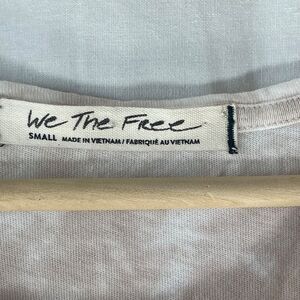 We The Free
SMALL MADE IN VIETNAM / FABRIQUÉ AU VIETNAM